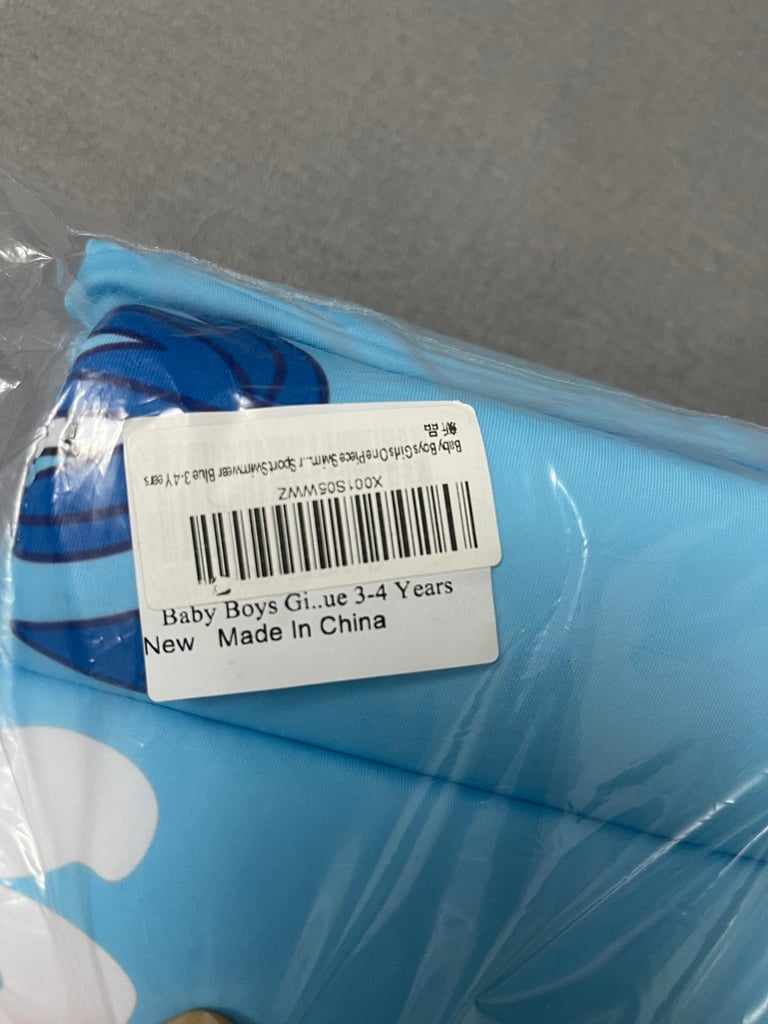 X001S05WWZ
Baby Boys Girls One Piece Swim...r Sport Swimwear Blue 3-4 Years
新品
Baby Boys Gi..ue 3-4 Years
New Made In China